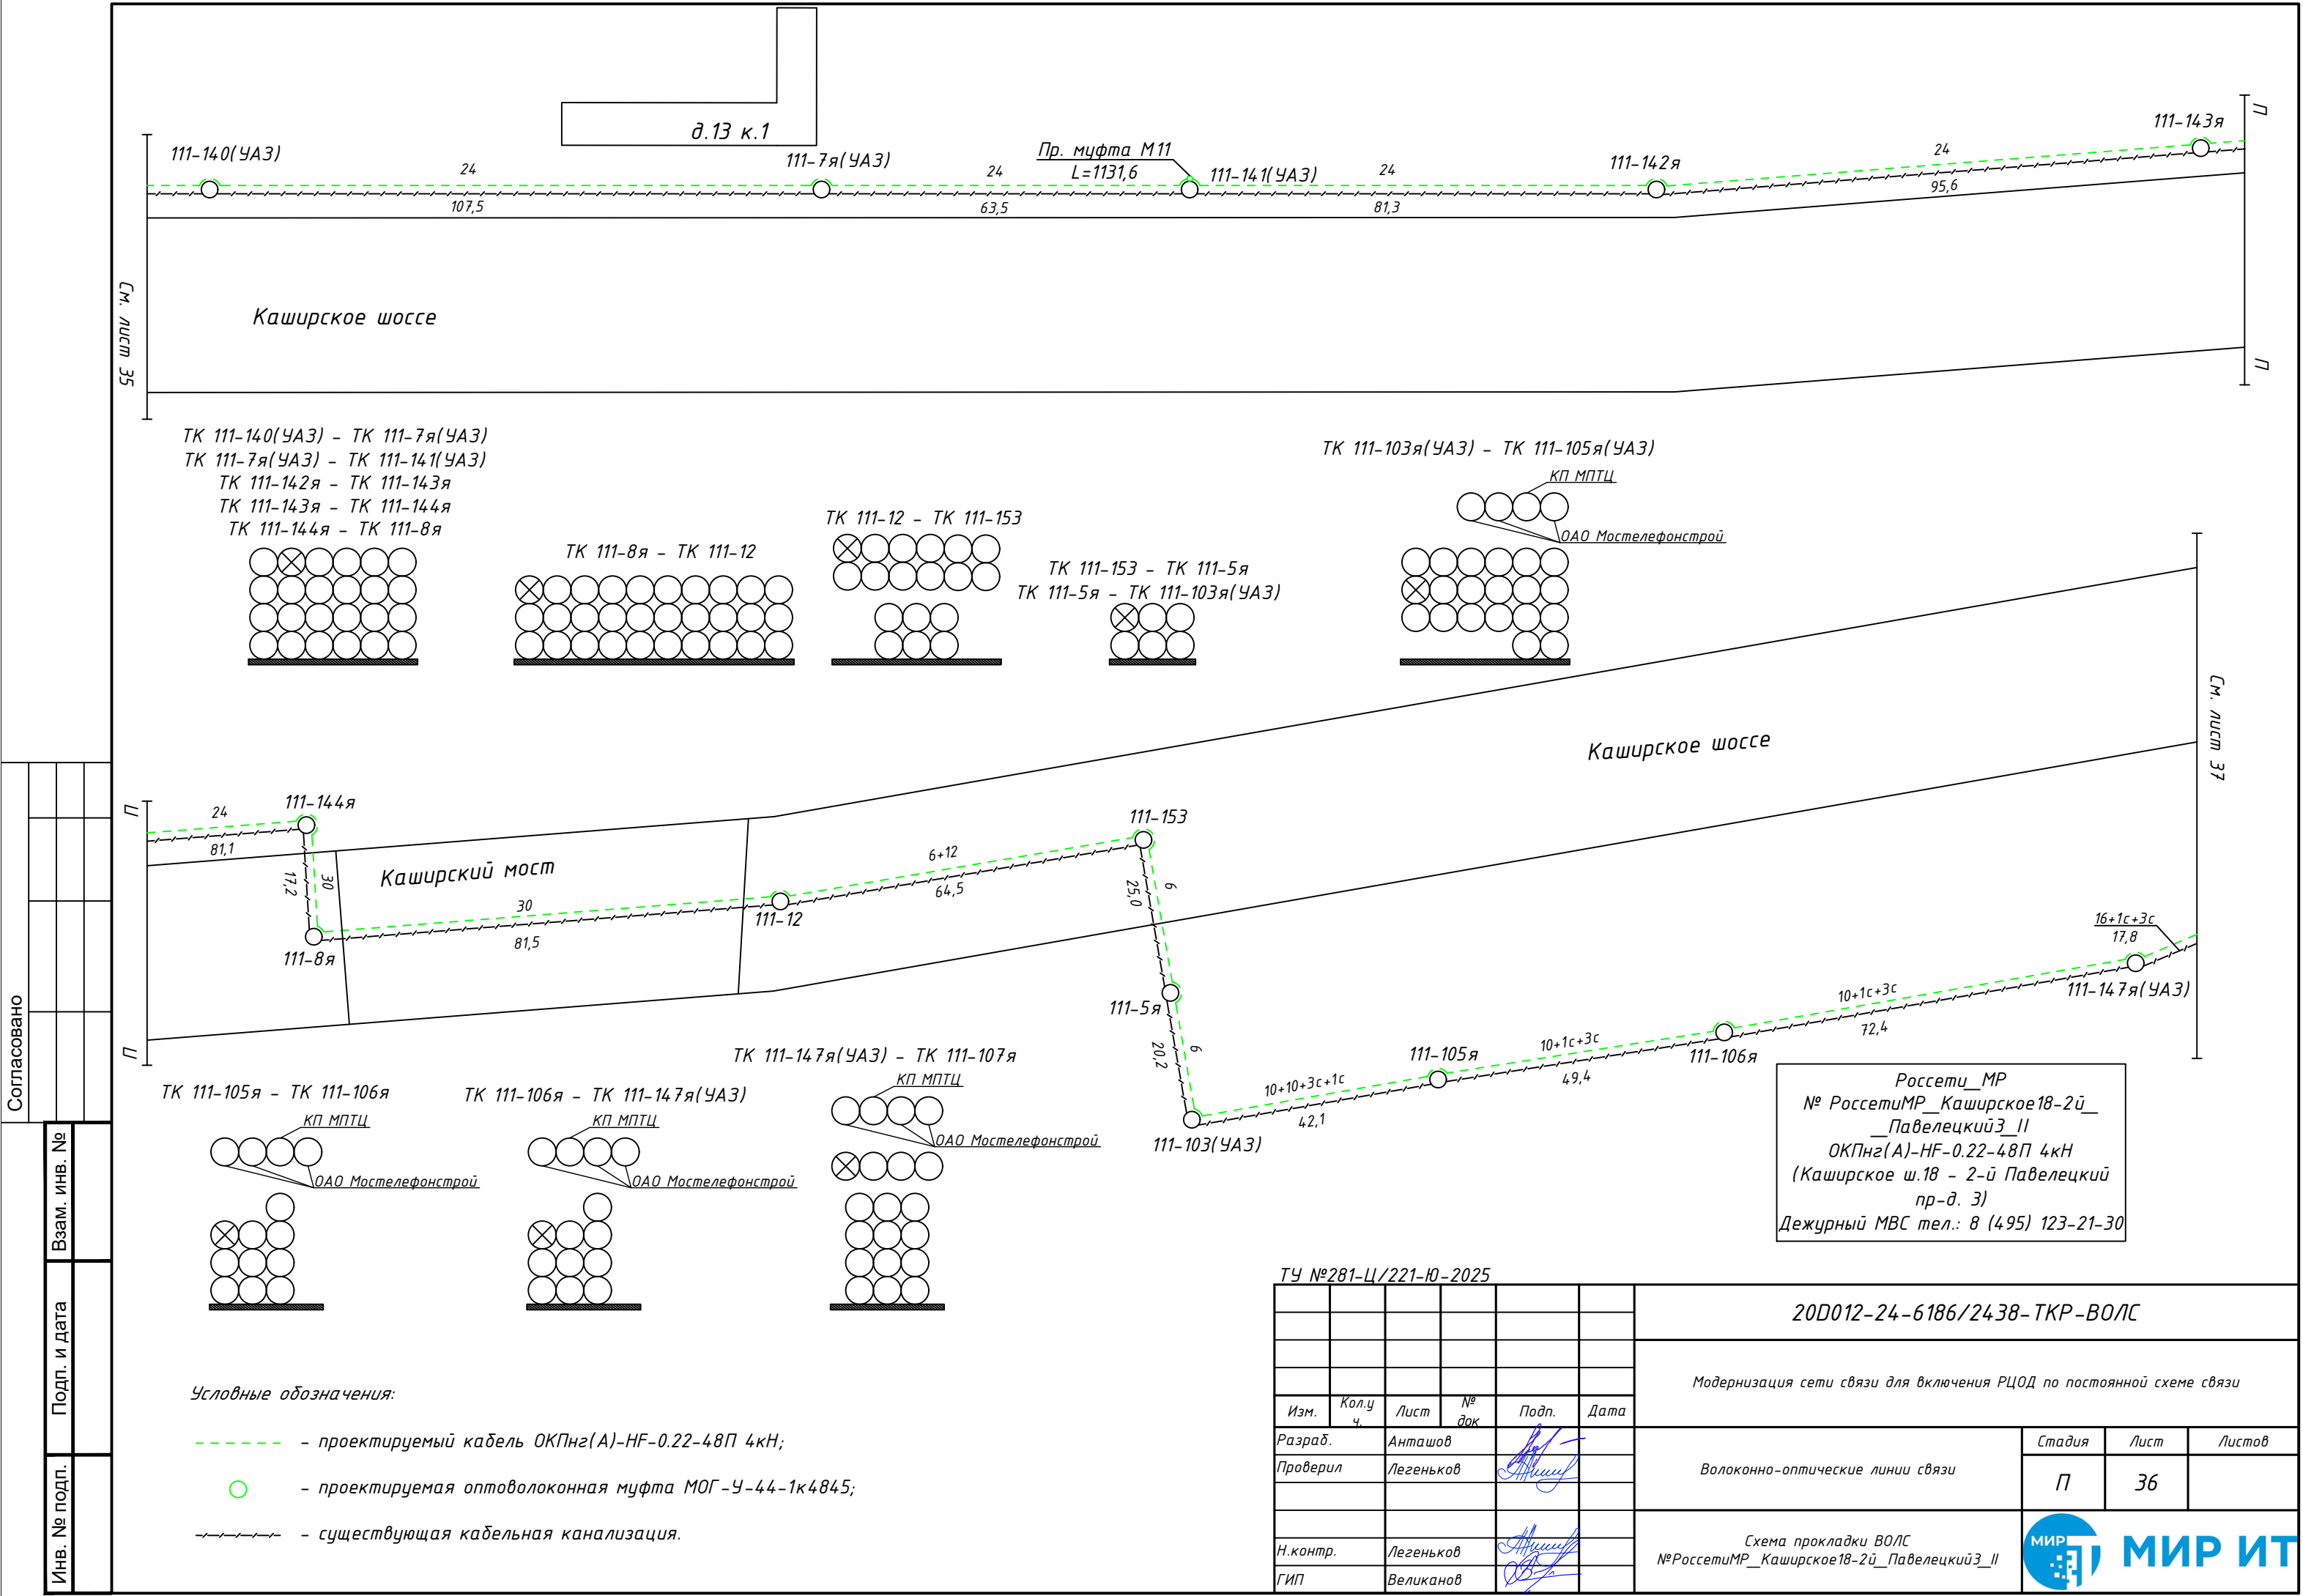 д.13 к.1
111-140(УАЗ)
24
107,5
111-7я(УАЗ)
24
63,5
Пр. муфта М11
L=1131,6
111-141(УАЗ)
24
81,3
111-142я
24
95,6
111-143я
П
П
См. лист 35
Каширское шоссе
ТК 111-140(УАЗ) - ТК 111-7я(УАЗ)
ТК 111-7я(УАЗ) - ТК 111-141(УАЗ)
ТК 111-142я - ТК 111-143я
ТК 111-143я - ТК 111-144я
ТК 111-144я - ТК 111-8я
ТК 111-8я - ТК 111-12
ТК 111-12 - ТК 111-153
ТК 111-153 - ТК 111-5я
ТК 111-5я - ТК 111-103я(УАЗ)
ТК 111-103я(УАЗ) - ТК 111-105я(УАЗ)
КП МПТЦ
ОАО Мостелефонстрой
См. лист 37
Каширское шоссе
П
П
24
81,1
111-144я
17,2
30
111-8я
Каширский мост
30
81,5
111-12
6+12
64,5
111-153
25,0
6
111-5я
20,2
6
111-103(УАЗ)
10+10+3с+1с
42,1
111-105я
10+1с+3с
49,4
111-106я
10+1с+3с
72,4
111-147я(УАЗ)
16+1с+3с
17,8
ТК 111-105я - ТК 111-106я
КП МПТЦ
ОАО Мостелефонстрой
ТК 111-106я - ТК 111-147я(УАЗ)
КП МПТЦ
ОАО Мостелефонстрой
ТК 111-147я(УАЗ) - ТК 111-107я
КП МПТЦ
ОАО Мостелефонстрой
Россети_МР
№ РоссетиМР_Каширское18-2й_
_Павелецкий3_II
ОКПнг(А)-HF-0.22-48П 4кН
(Каширское ш.18 - 2-й Павелецкий
пр-д. 3)
Дежурный МВС тел.: 8 (495) 123-21-30
Условные обозначения:
- проектируемый кабель ОКПнг(А)-HF-0.22-48П 4кН;
- проектируемая оптоволоконная муфта МОГ-У-44-1к4845;
- существующая кабельная канализация.
Согласовано
Взам. инв. №
Подп. и дата
Инв. № подп.
ТУ №281-Ц/221-Ю-2025
20D012-24-6186/2438-ТКР-ВОЛС
Модернизация сети связи для включения РЦОД по постоянной схеме связи
Изм.
Кол.у
ч.
Лист
№
док
Подп.
Дата
Разраб.
Анташов
Проверил
Легеньков
Н.контр.
Легеньков
ГИП
Великанов
Волоконно-оптические линии связи
Стадия
Лист
Листов
П
36
Схема прокладки ВОЛС
№РоссетиМР_Каширское18-2й_Павелецкий3_II
МИР
МИР ИТ